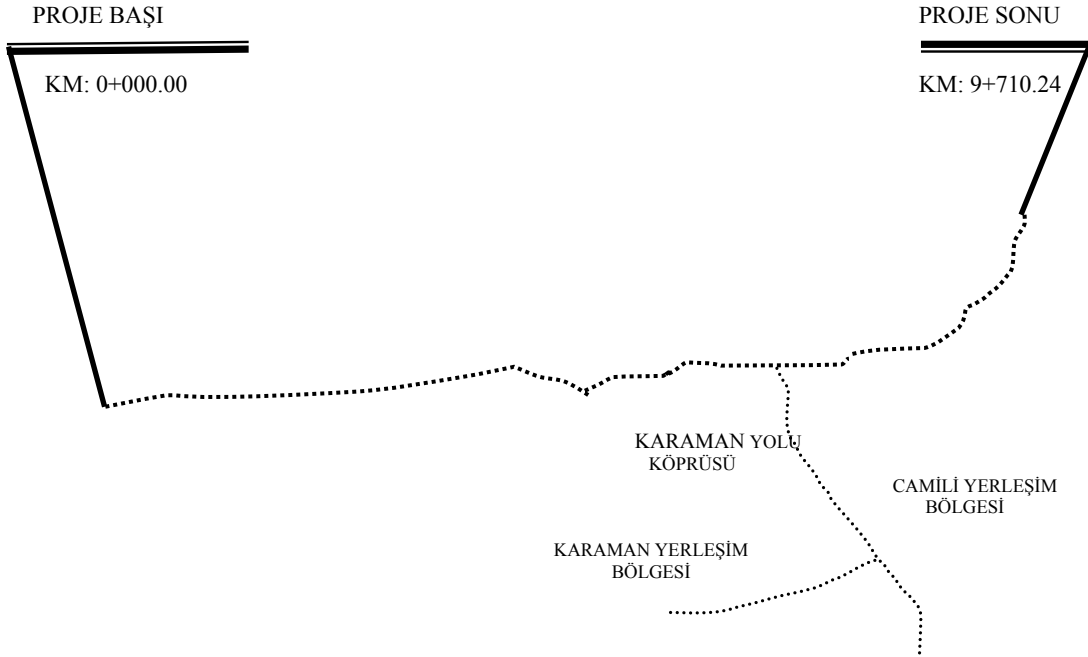 PROJE BAŞI
PROJE SONU
KM: 0+000.00
KM: 9+710.24
KARAMAN YOLU
KÖPRÜSÜ
CAMİLİ YERLEŞİM
BÖLGESİ
KARAMAN YERLEŞİM
BÖLGESİ